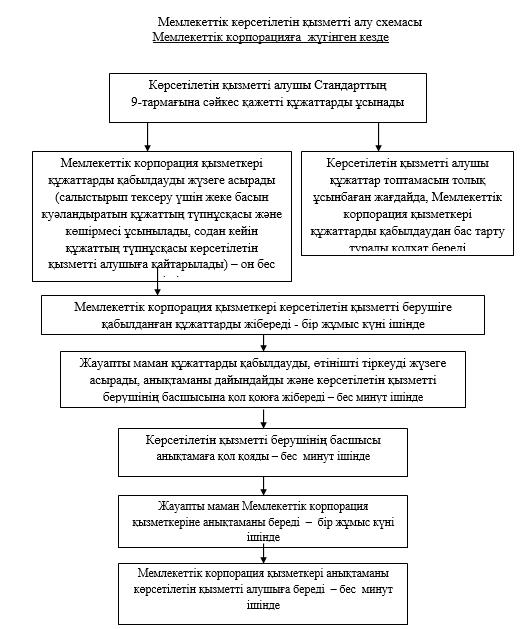 Мемлекеттік көрсетілетін қызметті алу схемасы
Мемлекеттік корпорацияға жүгінген кезде
Көрсетілетін қызметті алушы Стандарттың
9-тармағына сәйкес қажетті құжаттарды ұсынады
Мемлекеттік корпорация қызметкері
құжаттарды қабылдауды жүзеге асырады
(салыстырып тексеру үшін жеке басын
куәландыратын құжаттың түпнұсқасы және
көшірмесі ұсынылады, содан кейін
құжаттың түпнұсқасы көрсетілетін
қызметті алушыға қайтарылады) – он бес
Көрсетілетін қызметті алушы
құжаттар топтамасын толық
ұсынбаған жағдайда, Мемлекеттік
корпорация қызметкері
құжаттарды қабылдаудан бас тарту
туралы қолхат береді
Мемлекеттік корпорация қызметкері көрсетілетін қызметті берушіге
қабылданған құжаттарды жібереді - бір жұмыс күні ішінде
Жауапты маман құжаттарды қабылдауды, өтінішті тіркеуді жүзеге
асырады, анықтаманы дайындайды және көрсетілетін қызметті
берушінің басшысына қол қоюға жібереді – бес минут ішінде
Көрсетілетін қызметті берушінің басшысы
анықтамаға қол қояды – бес минут ішінде
Жауапты маман Мемлекеттік корпорация
қызметкеріне анықтаманы береді – бір жұмыс күні
ішінде
Мемлекеттік корпорация қызметкері анықтаманы
көрсетілетін қызметті алушыға береді – бес минут
ішінде